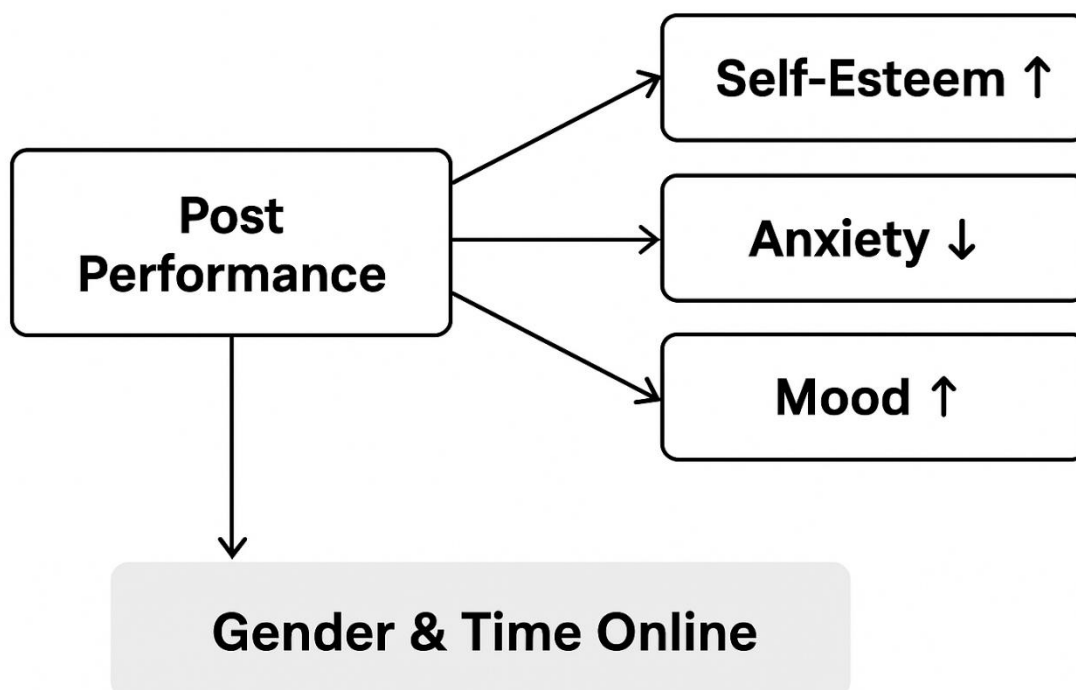 Self-Esteem ↑
Post
Performance
Anxiety ↓
Mood ↑
Gender & Time Online